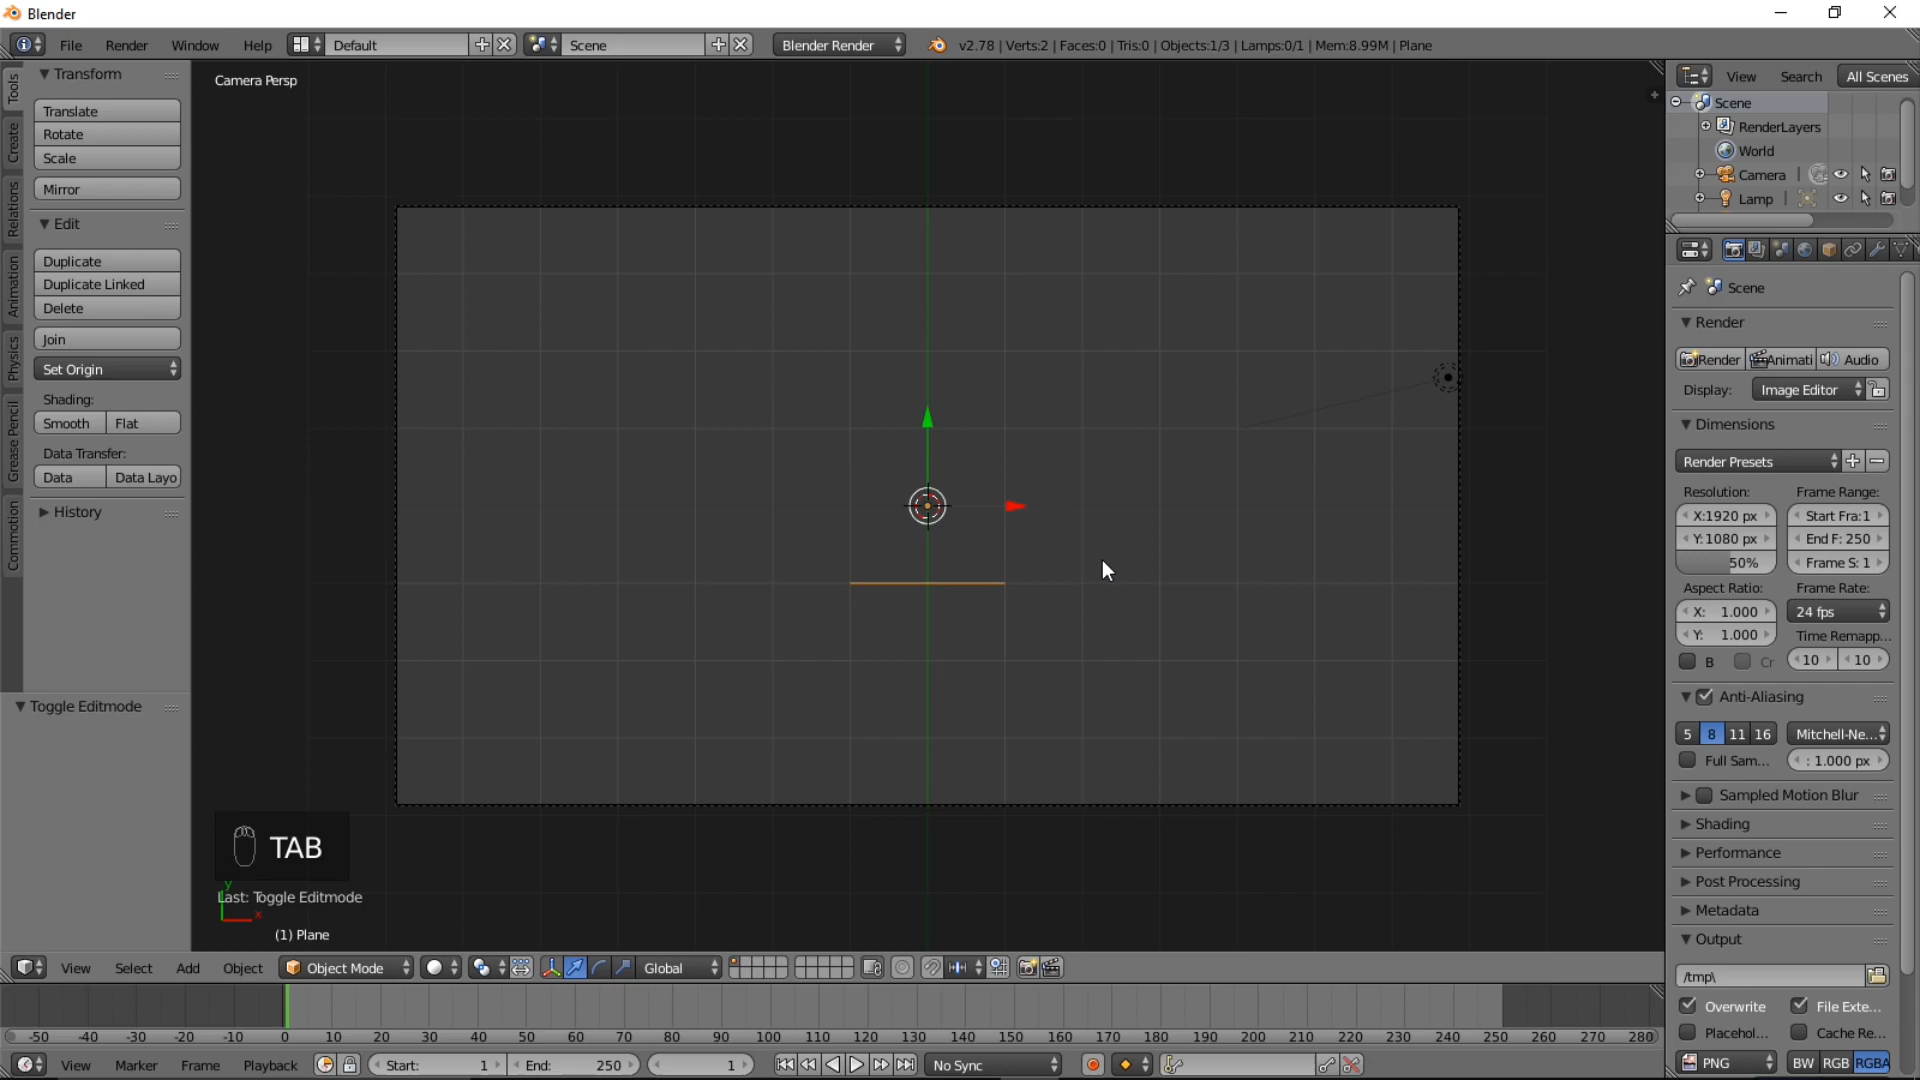 Blender
File Render Window Help Default Scene Blender Render v2.78 | Verts:2 | Faces:0 | Tris:0 | Objects:1/3 | Lamps:0/1 | Mem:8.99M | Plane
Tools
Create
Relations
Animation
Physics
Grease Pencil
Commotion
Transform
Translate
Rotate
Scale
Mirror
Edit
Duplicate
Duplicate Linked
Delete
Join
Set Origin
Shading:
Smooth Flat
Data Transfer:
Data Data Layo
History
Toggle Editmode
Camera Persp
TAB
y
Last: Toggle Editmode
x
(1) Plane
View Search All Scenes
Scene
RenderLayers
World
Camera |
Lamp |
Scene
Render
Render Animati Audio
Display: Image Editor
Dimensions
Render Presets
Resolution: Frame Range:
X:1920 px Start Fra:1
Y:1080 px End F: 250
50% Frame S: 1
Aspect Ratio: Frame Rate:
X: 1.000 24 fps
Y: 1.000 Time Remapp...
B Cr 10 10
Anti-Aliasing
5 8 11 16 Mitchell-Ne...
Full Sam... : 1.000 px
Sampled Motion Blur
Shading
Performance
Post Processing
Metadata
Output
/tmp\
Overwrite File Exte...
Placehol... Cache Re...
PNG BW RGB RGBA
View Select Add Object Object Mode Global
-50 -40 -30 -20 -10 0 10 20 30 40 50 60 70 80 90 100 110 120 130 140 150 160 170 180 190 200 210 220 230 240 250 260 270 280
View Marker Frame Playback Start: 1 End: 250 1 No Sync